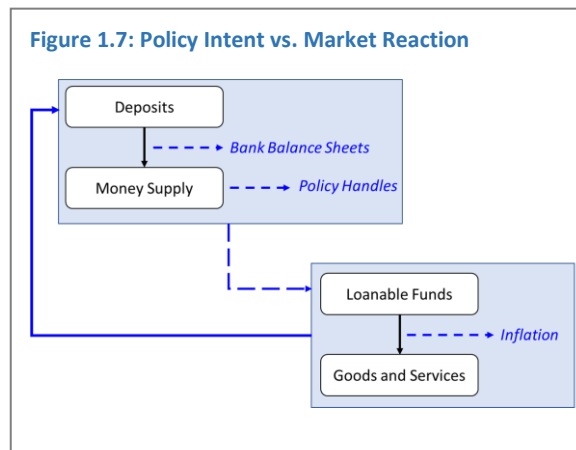 Figure 1.7: Policy Intent vs. Market Reaction
Deposits
Bank Balance Sheets
Money Supply
Policy Handles
Loanable Funds
Inflation
Goods and Services